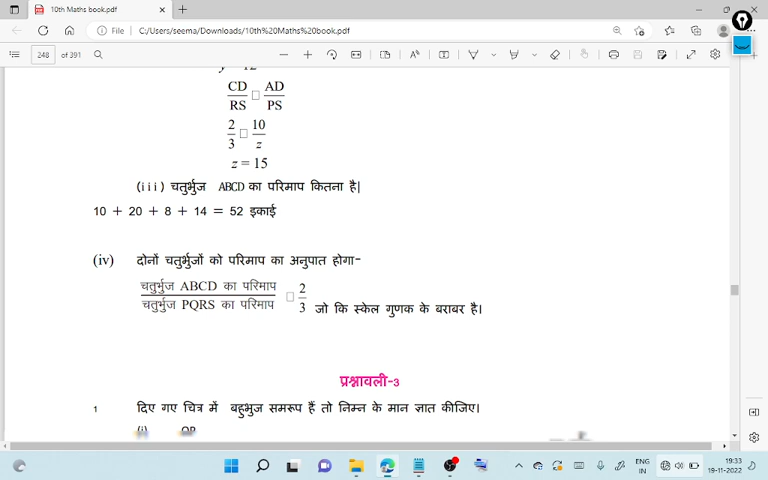 10th Maths book.pdf
File
C:/Users/seema/Downloads/10th%20Maths%20book.pdf
248 of 391
CD AD
RS □ PS
2 10
3 □ z
z = 15
(iii) चतुर्भुज ABCD का परिमाप कितना है|
10 + 20 + 8 + 14 = 52 इकाई
(iv) दोनों चतुर्भुजों को परिमाप का अनुपात होगा-
चतुर्भुज ABCD का परिमाप □ 2
चतुर्भुज PQRS का परिमाप 3 जो कि स्केल गुणक के बराबर है।
प्रश्नावली-3
1 दिए गए चित्र में बहुभुज समरूप हैं तो निम्न के मान ज्ञात कीजिए।
(i) QR
ENG 19:33
IN 19-11-2022